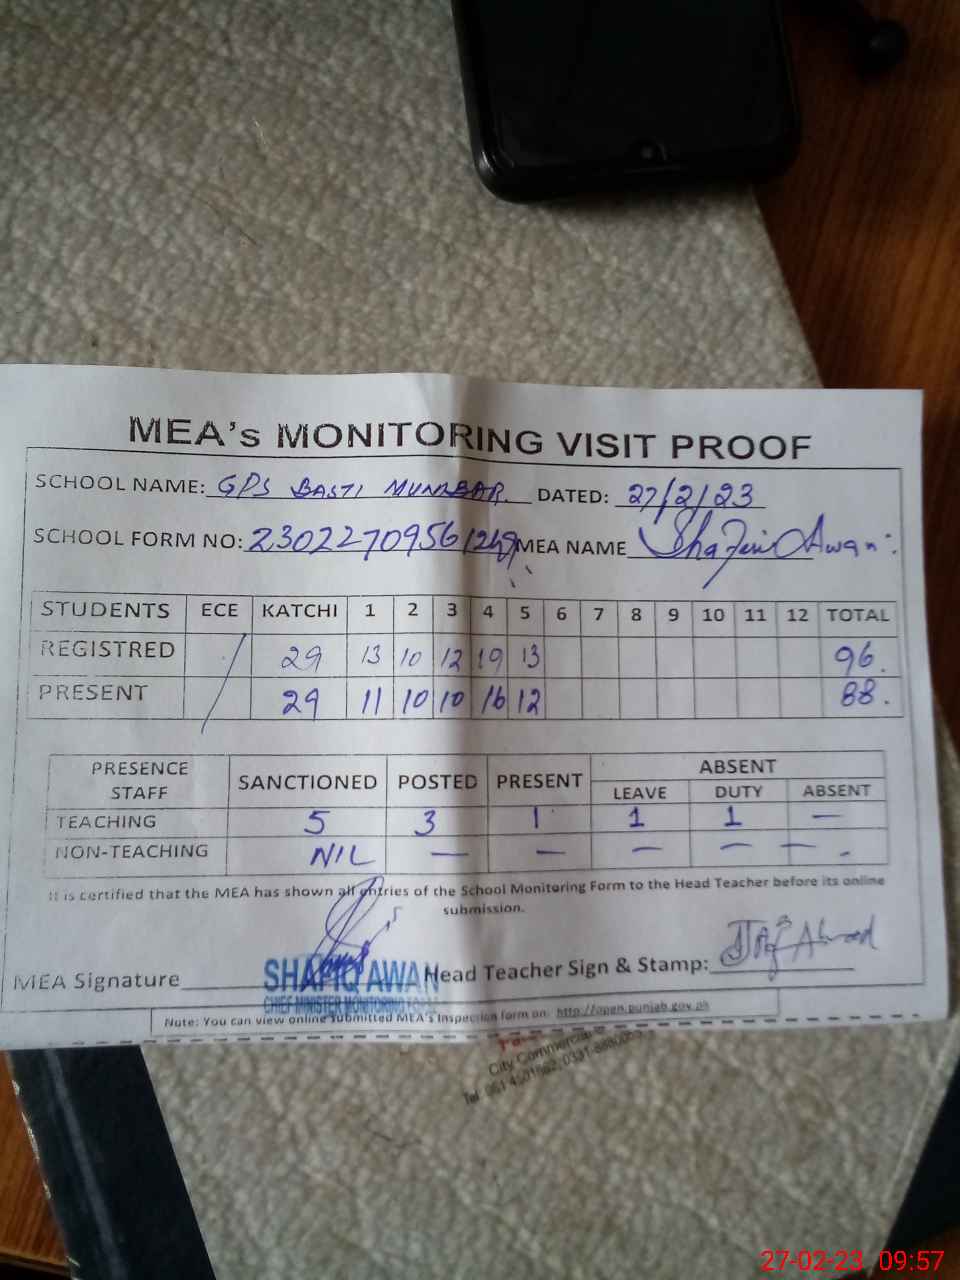 MEA's MONITORING VISIT PROOF
SCHOOL NAME: GPS BASTI DATED: 27/2/23
SCHOOL FORM NO: 2302270956 1249 MEA NAME Awan
STUDENTS ECE KATCHI 1 2 3 4 5 6 7 8 9 10 11 12 TOTAL
REGISTRED / 29 13 10 12 19 13 96.
PRESENT 29 11 10 10 16 12 88.
PRESENCE STAFF SANCTIONED POSTED PRESENT ABSENT
LEAVE DUTY ABSENT
TEACHING 5 3 1 1 1 —
NON-TEACHING NIL — — — — —
It is certified that the MEA has shown all entries of the School Monitoring Form to the Head Teacher before its online
submission.
MEA Signature SHAFIQ AWAN Head Teacher Sign & Stamp: Ahmad
CHIEF MINISTER MONITORING
Note: You can view online submitted MEA's Inspection form on: http://open.punjab.gov.pk
City Commercial
Tel
27-02-23 09:57